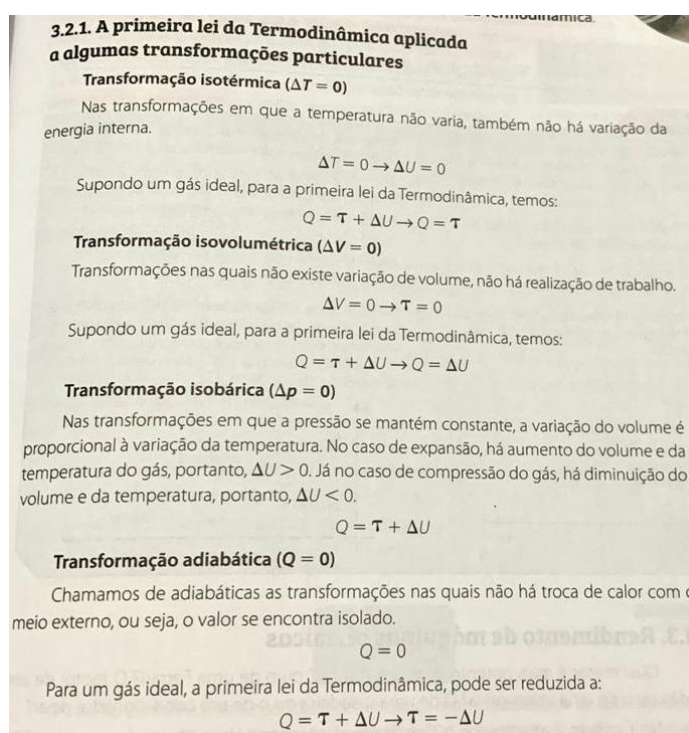 Termodinâmica.
3.2.1. A primeira lei da Termodinâmica aplicada
a algumas transformações particulares
Transformação isotérmica (ΔT = 0)
Nas transformações em que a temperatura não varia, também não há variação da
energia interna.
ΔT = 0 → ΔU = 0
Supondo um gás ideal, para a primeira lei da Termodinâmica, temos:
Q = τ + ΔU → Q = τ
Transformação isovolumétrica (ΔV = 0)
Transformações nas quais não existe variação de volume, não há realização de trabalho.
ΔV = 0 → τ = 0
Supondo um gás ideal, para a primeira lei da Termodinâmica, temos:
Q = τ + ΔU → Q = ΔU
Transformação isobárica (Δp = 0)
Nas transformações em que a pressão se mantém constante, a variação do volume é
proporcional à variação da temperatura. No caso de expansão, há aumento do volume e da
temperatura do gás, portanto, ΔU > 0. Já no caso de compressão do gás, há diminuição do
volume e da temperatura, portanto, ΔU < 0.
Q = τ + ΔU
Transformação adiabática (Q = 0)
Chamamos de adiabáticas as transformações nas quais não há troca de calor com o
meio externo, ou seja, o valor se encontra isolado.
Q = 0
Para um gás ideal, a primeira lei da Termodinâmica, pode ser reduzida a:
Q = τ + ΔU → τ = −ΔU